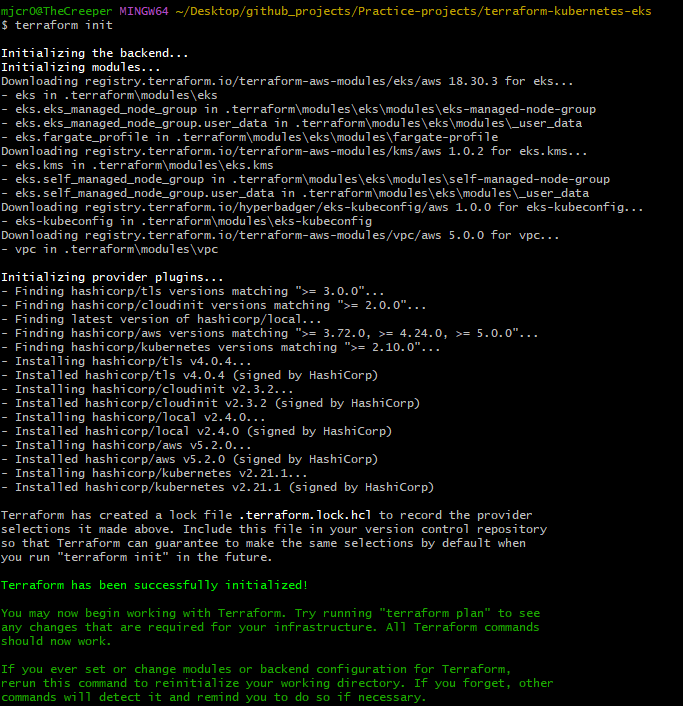 mjcr0@TheCreeper MINGW64 ~/Desktop/github_projects/Practice-projects/terraform-kubernetes-eks
$ terraform init
Initializing the backend...
Initializing modules...
Downloading registry.terraform.io/terraform-aws-modules/eks/aws 18.30.3 for eks...
- eks in .terraform\modules\eks
- eks.eks_managed_node_group in .terraform\modules\eks\modules\eks-managed-node-group
- eks.eks_managed_node_group.user_data in .terraform\modules\eks\modules\_user_data
- eks.fargate_profile in .terraform\modules\eks\modules\fargate-profile
Downloading registry.terraform.io/terraform-aws-modules/kms/aws 1.0.2 for eks.kms...
- eks.kms in .terraform\modules\eks.kms
- eks.self_managed_node_group in .terraform\modules\eks\modules\self-managed-node-group
- eks.self_managed_node_group.user_data in .terraform\modules\eks\modules\_user_data
Downloading registry.terraform.io/hyperbadger/eks-kubeconfig/aws 1.0.0 for eks-kubeconfig...
- eks-kubeconfig in .terraform\modules\eks-kubeconfig
Downloading registry.terraform.io/terraform-aws-modules/vpc/aws 5.0.0 for vpc...
- vpc in .terraform\modules\vpc
Initializing provider plugins...
- Finding hashicorp/tls versions matching ">= 3.0.0"...
- Finding hashicorp/cloudinit versions matching ">= 2.0.0"...
- Finding latest version of hashicorp/local...
- Finding hashicorp/aws versions matching ">= 3.72.0, >= 4.24.0, >= 5.0.0"...
- Finding hashicorp/kubernetes versions matching ">= 2.10.0"...
- Installing hashicorp/tls v4.0.4...
- Installed hashicorp/tls v4.0.4 (signed by HashiCorp)
- Installing hashicorp/cloudinit v2.3.2...
- Installed hashicorp/cloudinit v2.3.2 (signed by HashiCorp)
- Installing hashicorp/local v2.4.0...
- Installed hashicorp/local v2.4.0 (signed by HashiCorp)
- Installing hashicorp/aws v5.2.0...
- Installed hashicorp/aws v5.2.0 (signed by HashiCorp)
- Installing hashicorp/kubernetes v2.21.1...
- Installed hashicorp/kubernetes v2.21.1 (signed by HashiCorp)
Terraform has created a lock file .terraform.lock.hcl to record the provider
selections it made above. Include this file in your version control repository
so that Terraform can guarantee to make the same selections by default when
you run "terraform init" in the future.
Terraform has been successfully initialized!
You may now begin working with Terraform. Try running "terraform plan" to see
any changes that are required for your infrastructure. All Terraform commands
should now work.
If you ever set or change modules or backend configuration for Terraform,
rerun this command to reinitialize your working directory. If you forget, other
commands will detect it and remind you to do so if necessary.